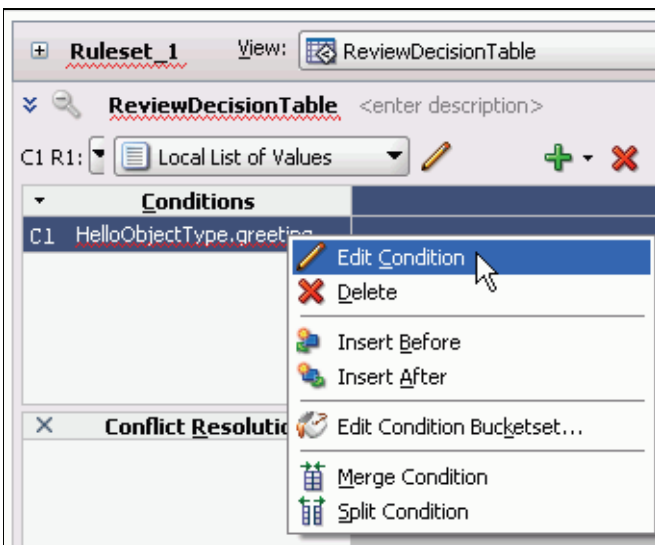 Ruleset_1 View: ReviewDecisionTable
ReviewDecisionTable <enter description>
C1 R1: Local List of Values
Conditions
C1 HelloObjectType.greeting
Edit Condition
Delete
Insert Before
Insert After
Conflict Resolutio
Edit Condition Bucketset...
Merge Condition
Split Condition